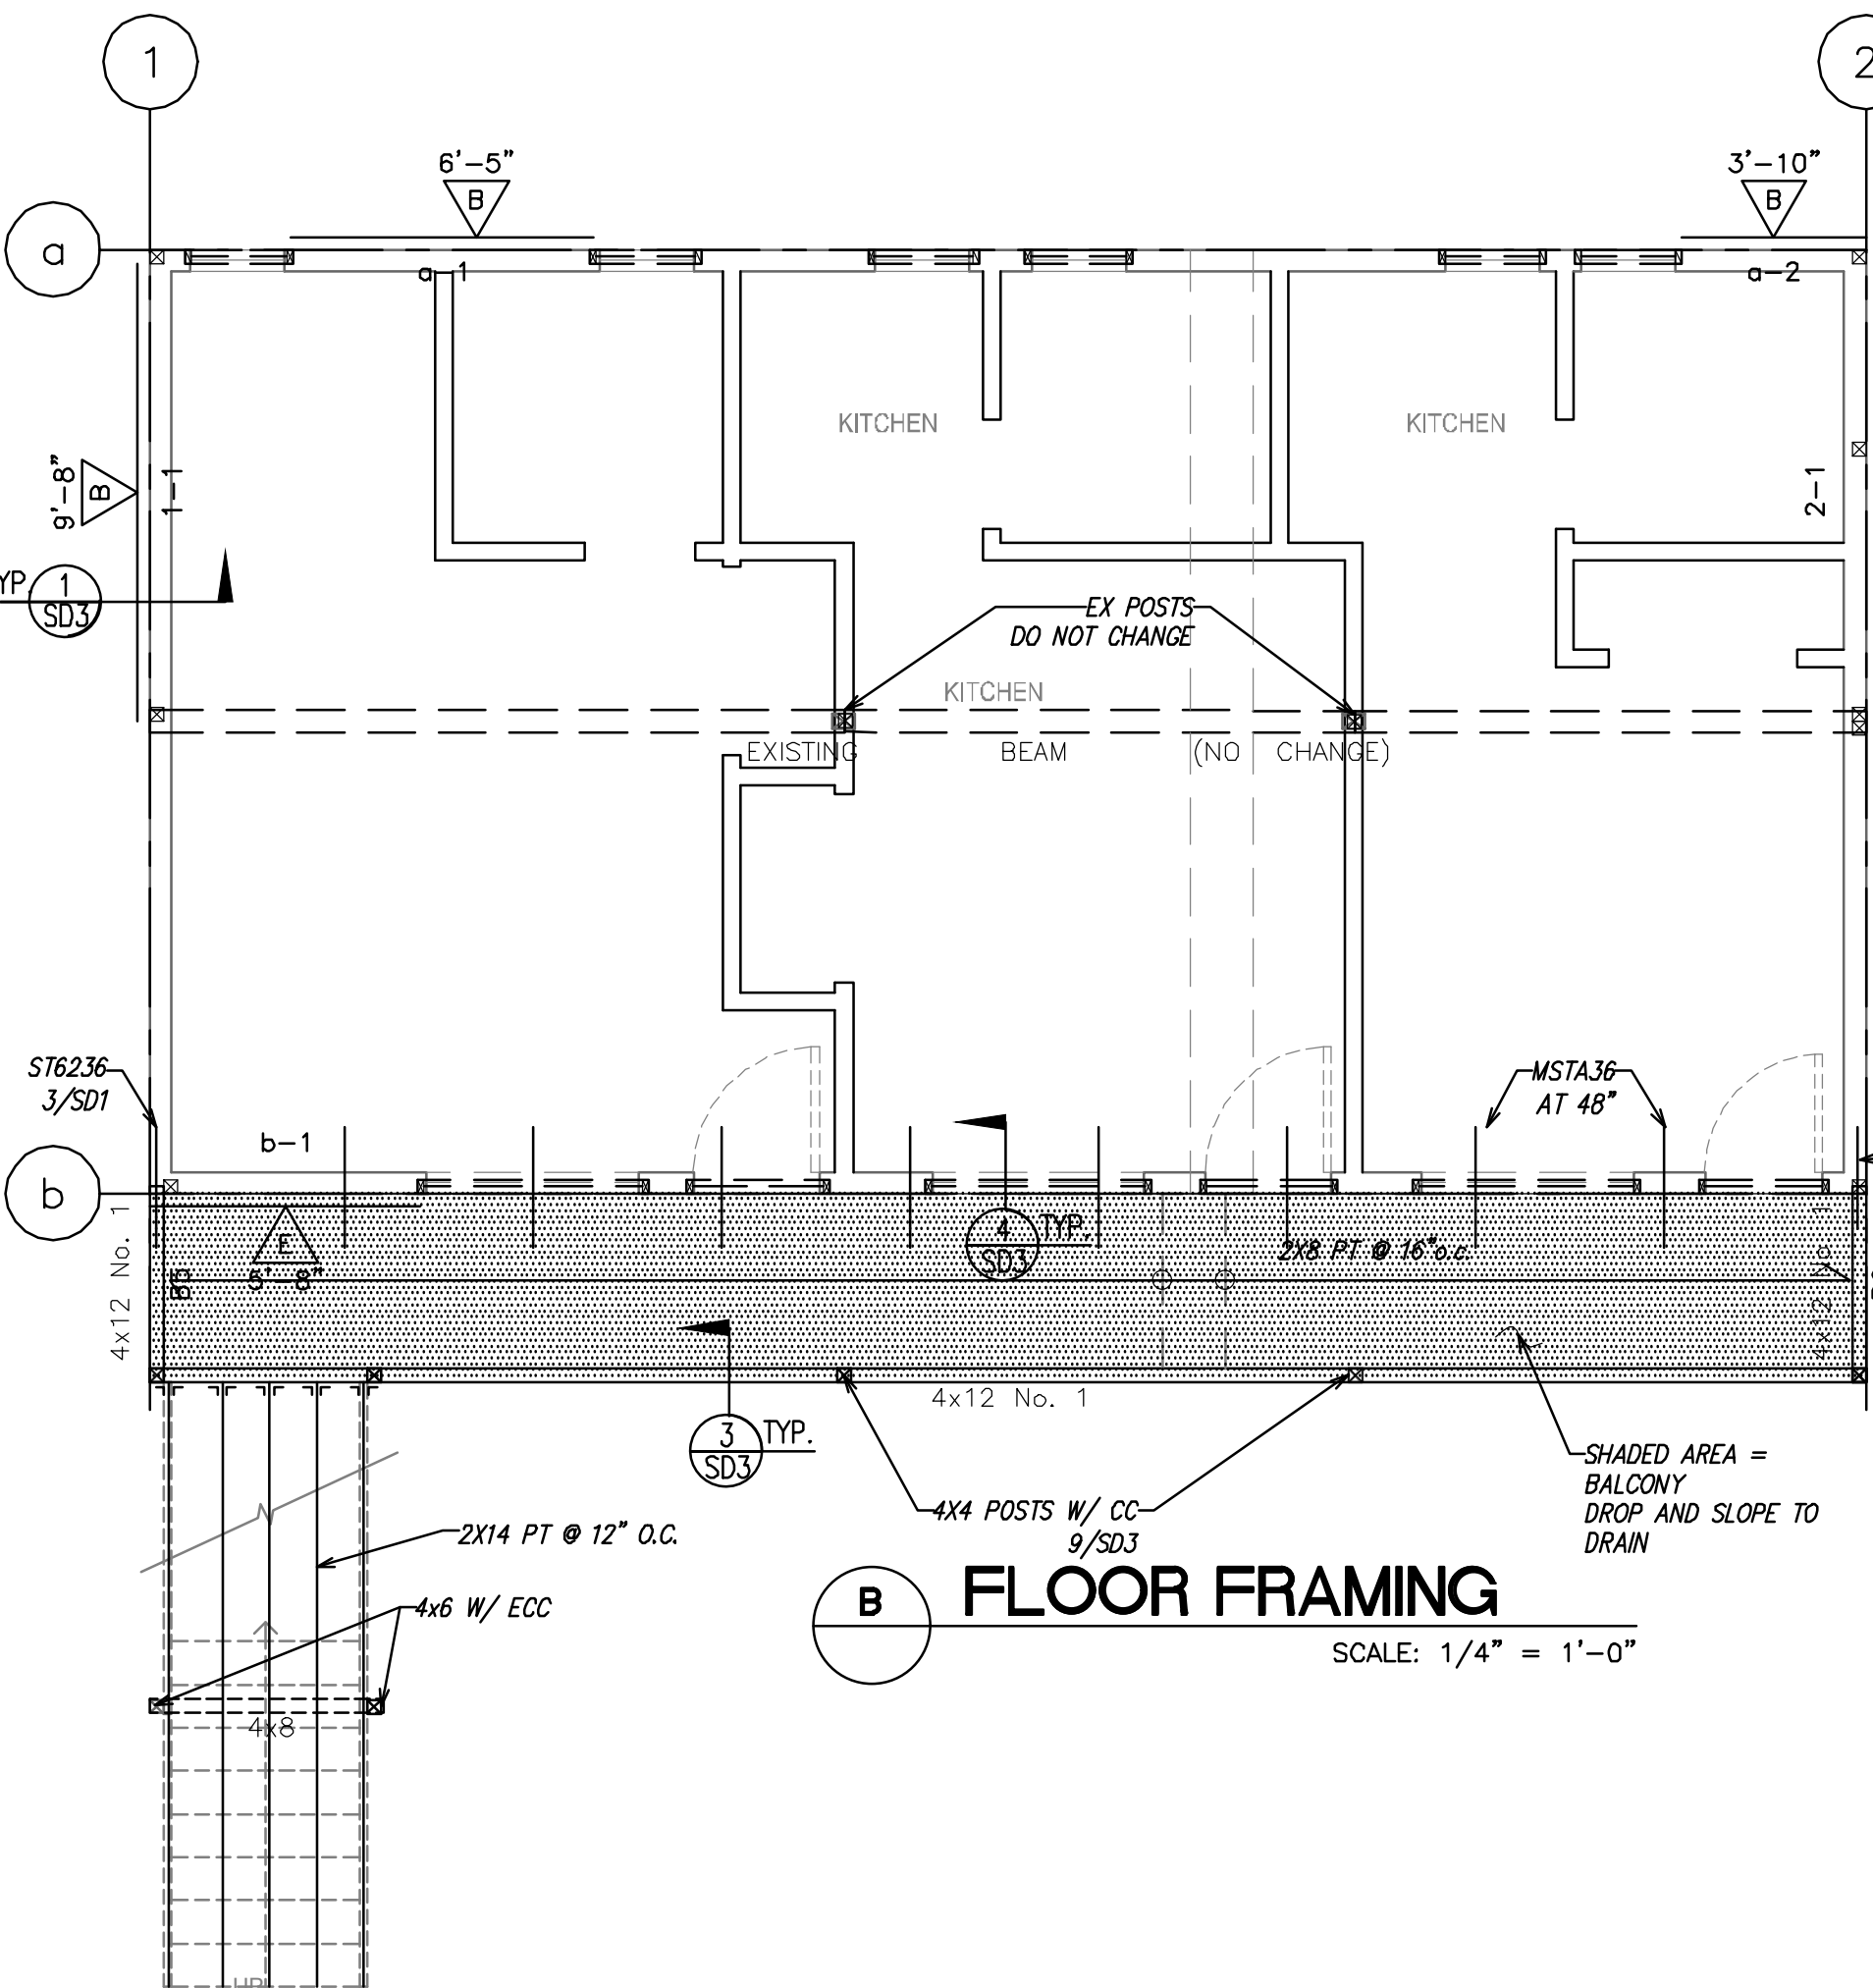 1
2
6'-5"
B
3'-10"
B
a
a-1
a-2
KITCHEN
KITCHEN
9'-8"
B
1-1
2-1
YP.
1
SD3
EX POSTS
DO NOT CHANGE
KITCHEN
EXISTING BEAM (NO CHANGE)
ST6236
3/SD1
MSTA36
AT 48"
b-1
b
4x12 No. 1
E
5'-8"
4
SD3
TYP.
2X8 PT @ 16"o.c.
4x12 No. 1
4x12 No. 1
3
SD3
TYP.
SHADED AREA =
BALCONY
DROP AND SLOPE TO
DRAIN
4X4 POSTS W/ CC
9/SD3
2X14 PT @ 12" O.C.
B
FLOOR FRAMING
SCALE: 1/4" = 1'-0"
4x6 W/ ECC
4x8
UP